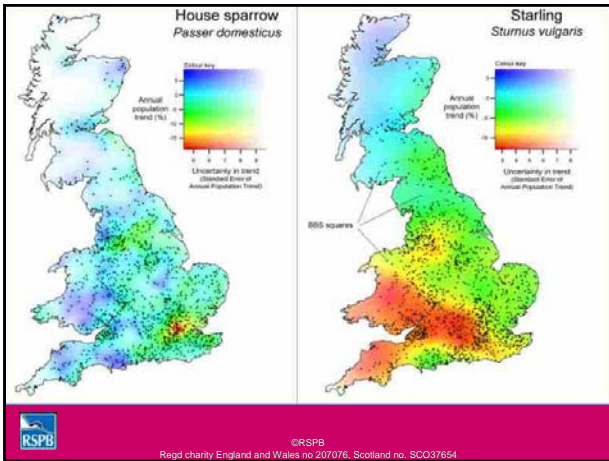 House sparrow
Passer domesticus
Colour key
Annual
population
trend (%)
Uncertainty in trend
(Standard Error of
Annual Population Trend)
Starling
Sturnus vulgaris
Colour key
Annual
population
trend (%)
Uncertainty in trend
(Standard Error of
Annual Population Trend)
BBS squares
RSPB
©RSPB
Regd charity England and Wales no 207076, Scotland no. SCO37654